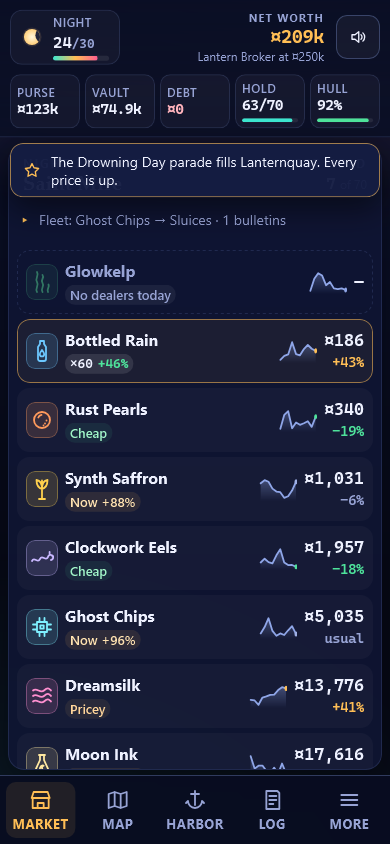 NIGHT
24/30
NET WORTH
¤209k
Lantern Broker at ¤250k
PURSE
¤123k
VAULT
¤74.9k
DEBT
¤0
HOLD
63/70
HULL
92%
The Drowning Day parade fills Lanternquay. Every
price is up.
Fleet: Ghost Chips → Sluices · 1 bulletins
Glowkelp
No dealers today
—
Bottled Rain
×60 +46%
¤186
+43%
Rust Pearls
Cheap
¤340
−19%
Synth Saffron
Now +88%
¤1,031
−6%
Clockwork Eels
Cheap
¤1,957
−18%
Ghost Chips
Now +96%
¤5,035
usual
Dreamsilk
Pricey
¤13,776
+41%
Moon Ink
¤17,616
MARKET
MAP
HARBOR
LOG
MORE